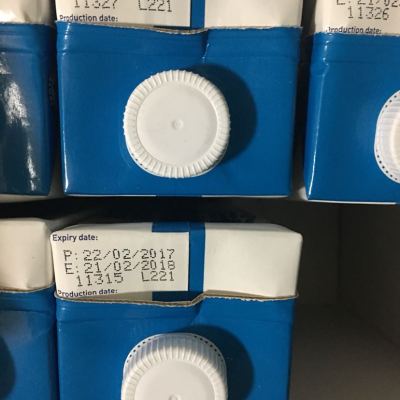 11327 L221
Production date:
E: 21/02
11326
Production date:
Expiry date:
P: 22/02/2017
E: 21/02/2018
11315 L221
Production date: